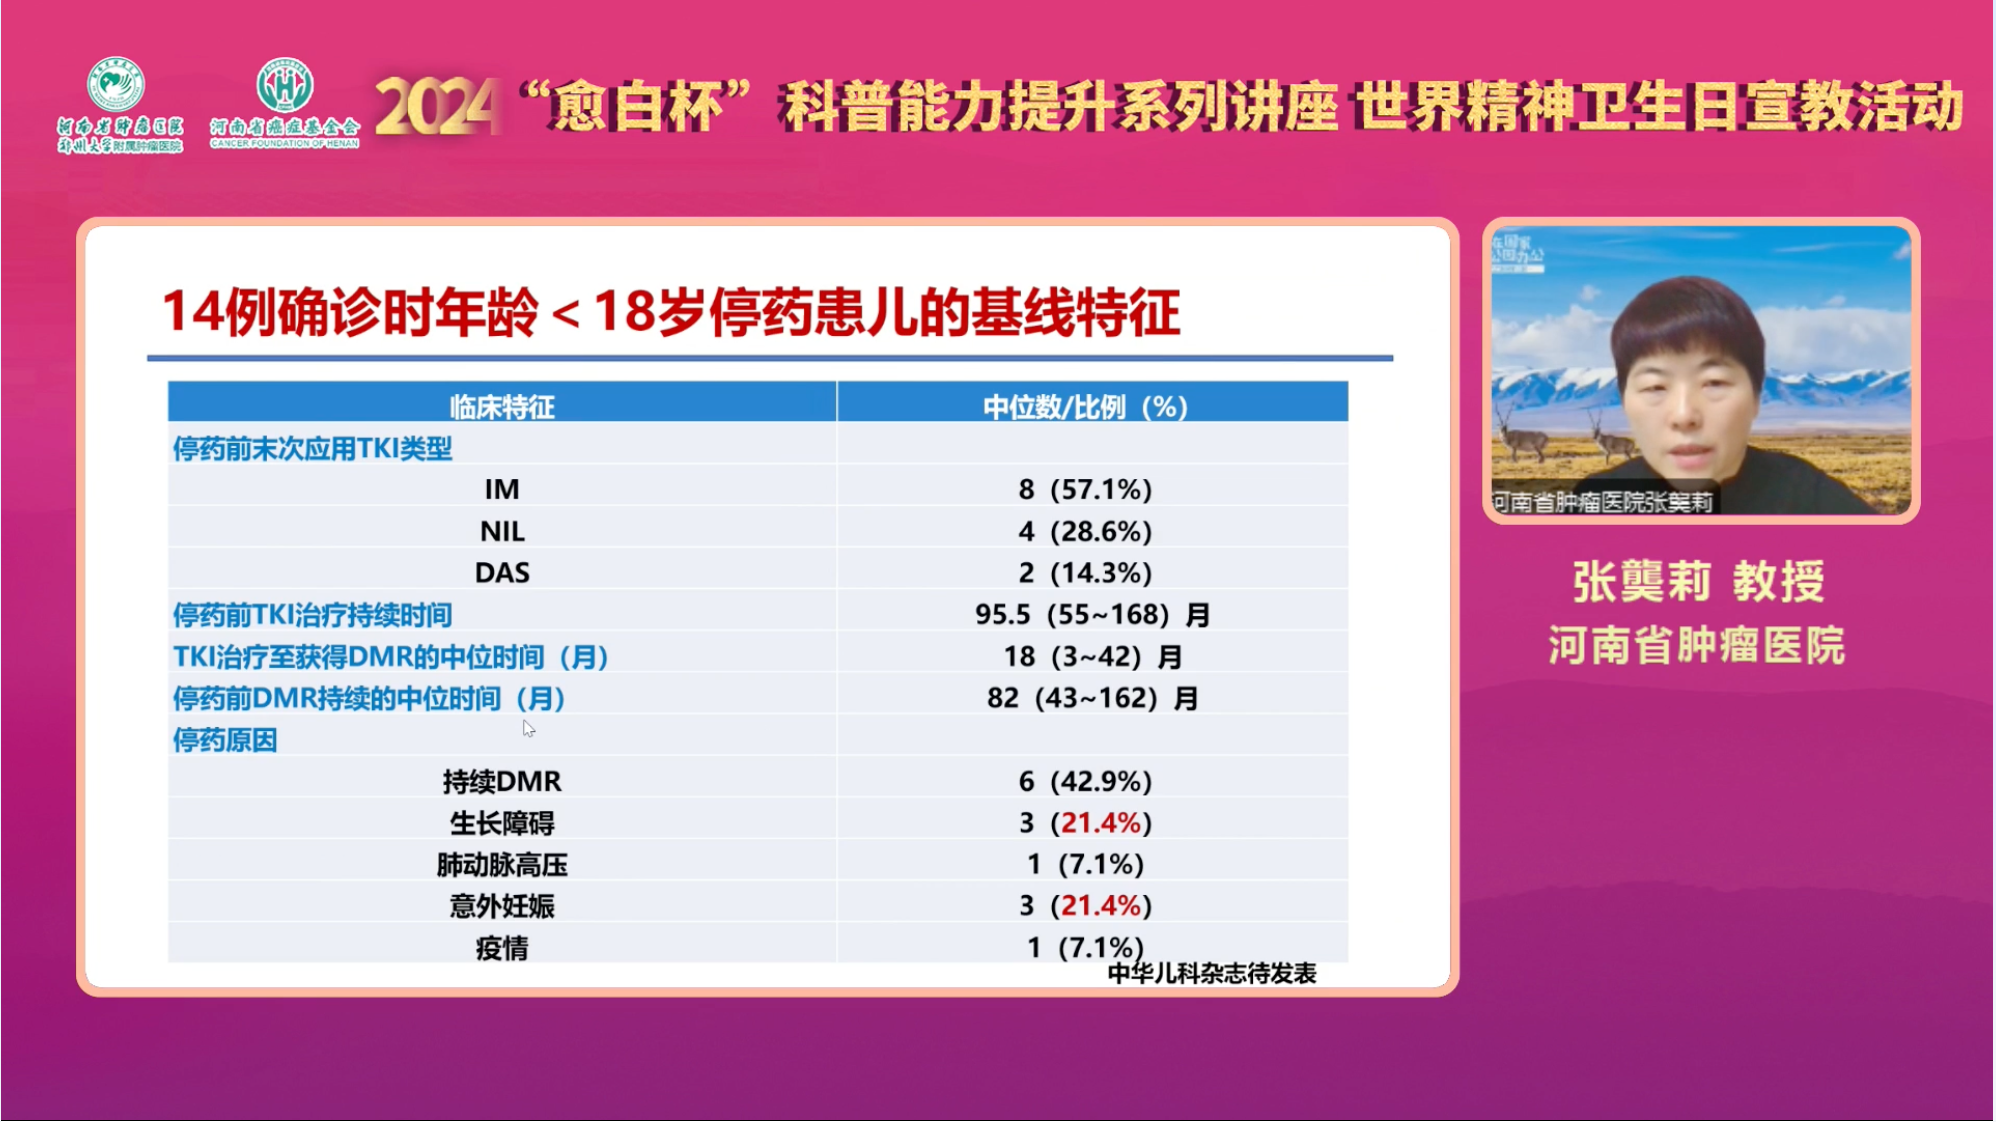 河南省肿瘤医院
郑州大学附属肿瘤医院
河南省癌症基金会
CANCER FOUNDATION OF HENAN
2024“愈白杯”科普能力提升系列讲座 世界精神卫生日宣教活动
14例确诊时年龄＜18岁停药患儿的基线特征
临床特征 中位数/比例（%）
停药前末次应用TKI类型
IM 8（57.1%）
NIL 4（28.6%）
DAS 2（14.3%）
停药前TKI治疗持续时间 95.5（55~168）月
TKI治疗至获得DMR的中位时间（月） 18（3~42）月
停药前DMR持续的中位时间（月） 82（43~162）月
停药原因
持续DMR 6（42.9%）
生长障碍 3（21.4%）
肺动脉高压 1（7.1%）
意外妊娠 3（21.4%）
疫情 1（7.1%）
中华儿科杂志待发表
在国家
公园办公
河南省肿瘤医院张龑莉
张龑莉 教授
河南省肿瘤医院